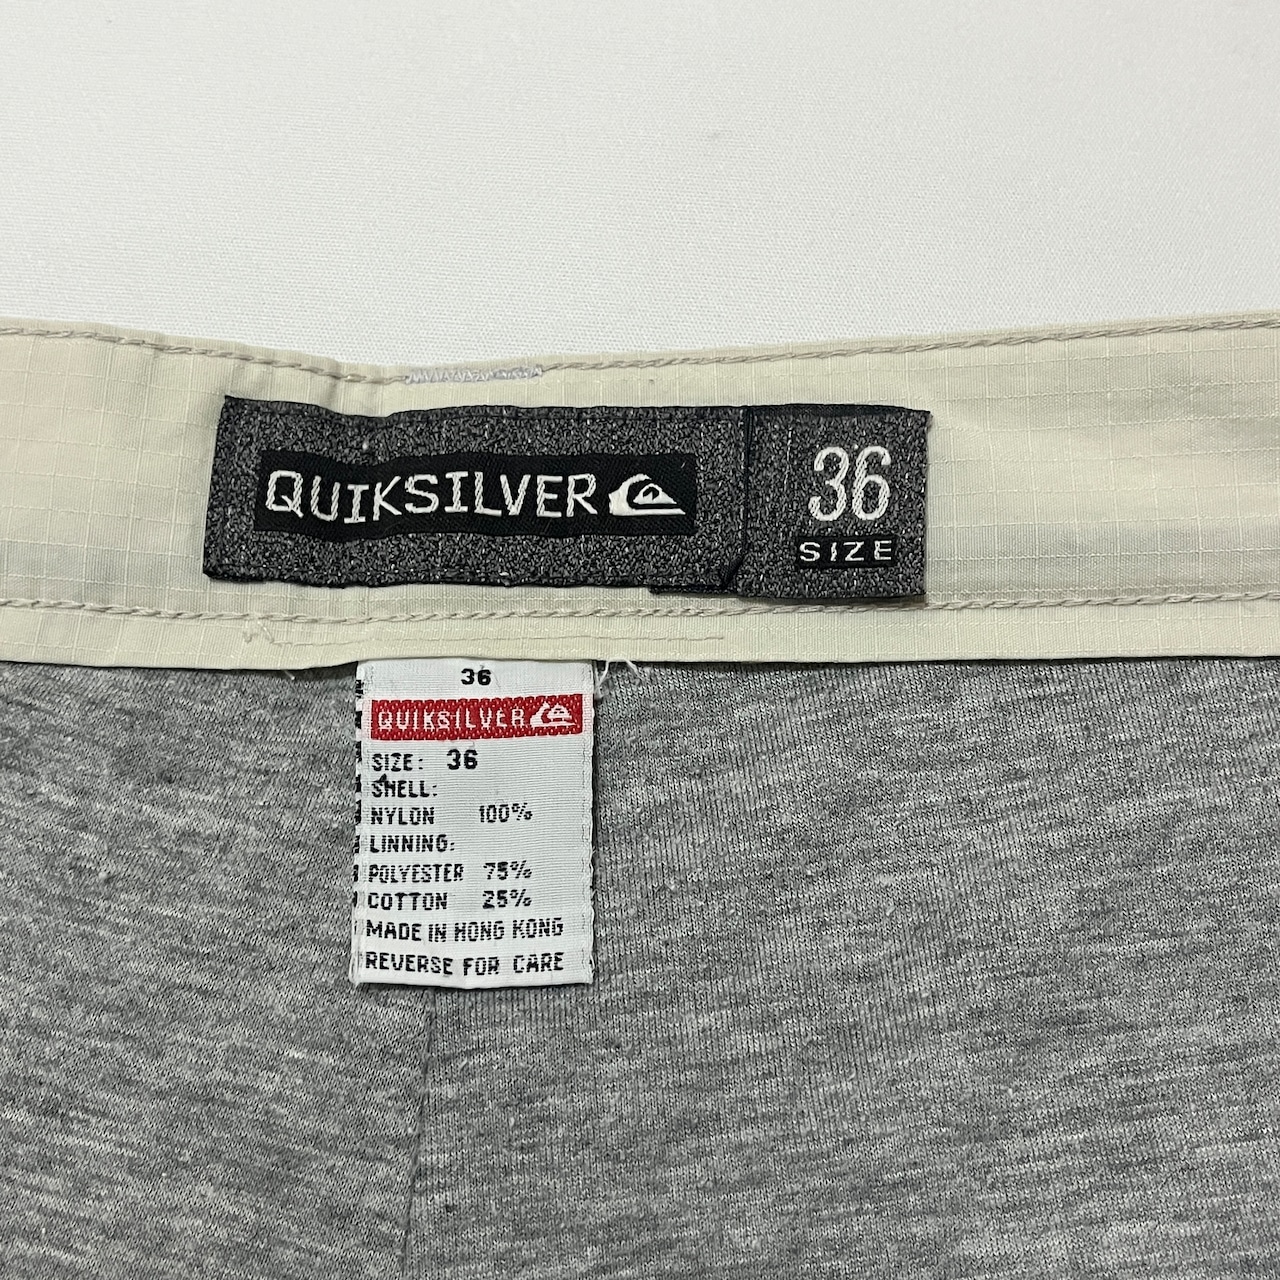 QUIKSILVER
36
SIZE
36
QUIKSILVER
SIZE: 36
SHELL:
NYLON 100%
LINNING:
POLYESTER 75%
COTTON 25%
MADE IN HONG KONG
REVERSE FOR CARE